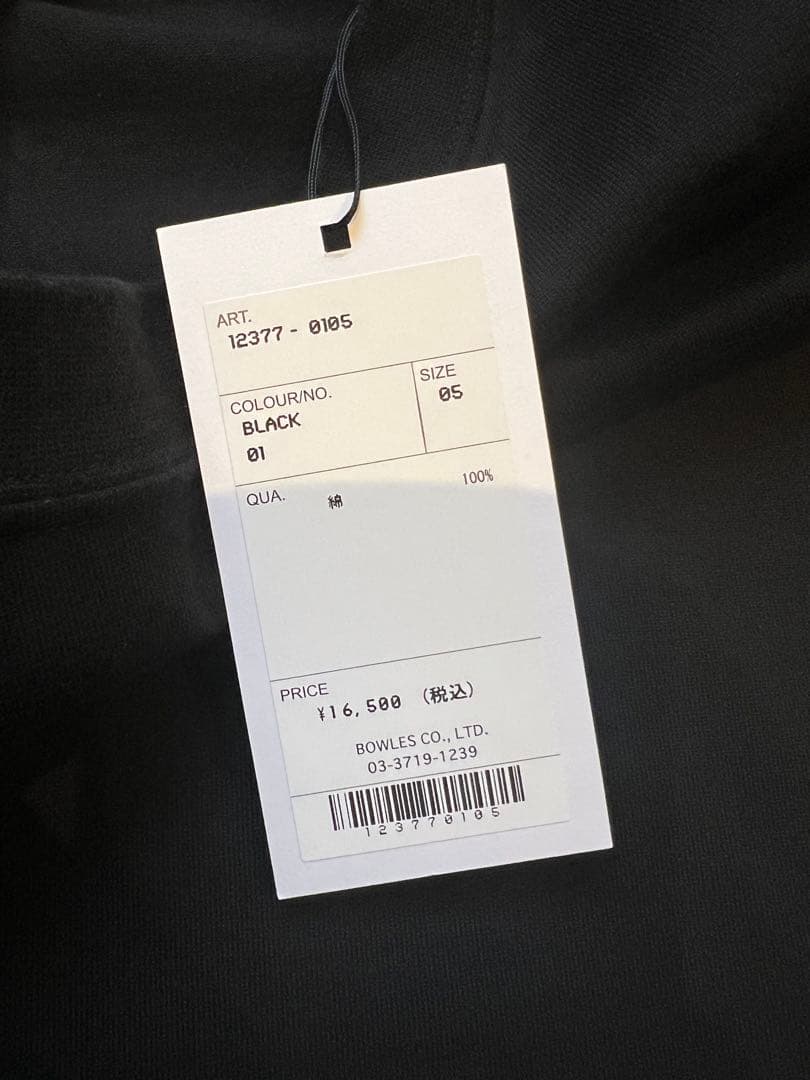 ART.
12377 - 0105
COLOUR/NO.
BLACK
01
SIZE
05
QUA.
綿 100%
PRICE
¥16,500 (税込)
BOWLES CO., LTD.
03-3719-1239
123770105